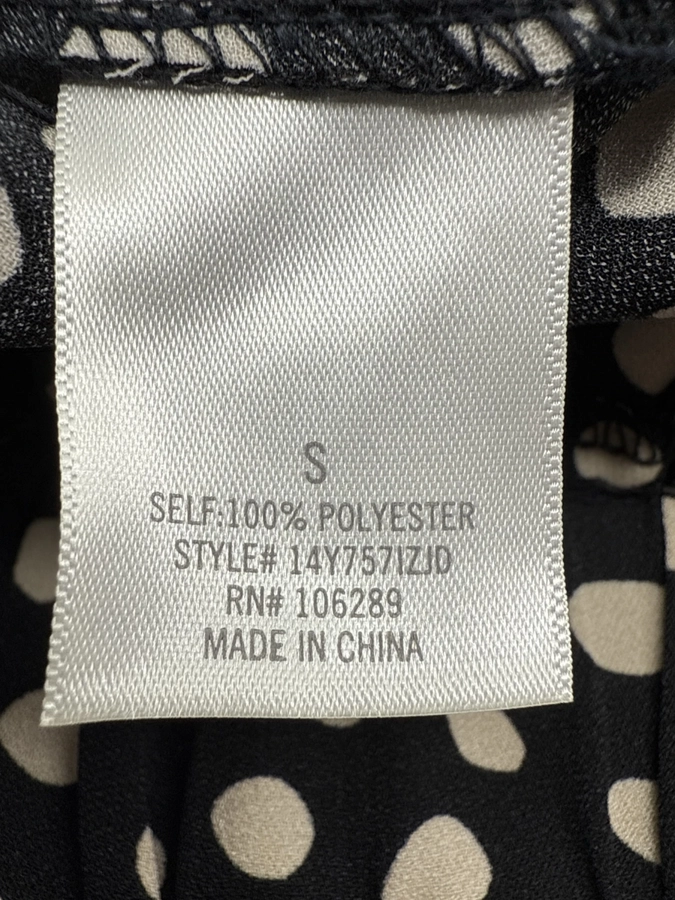 S
SELF:100% POLYESTER
STYLE# 14Y757IZJD
RN# 106289
MADE IN CHINA